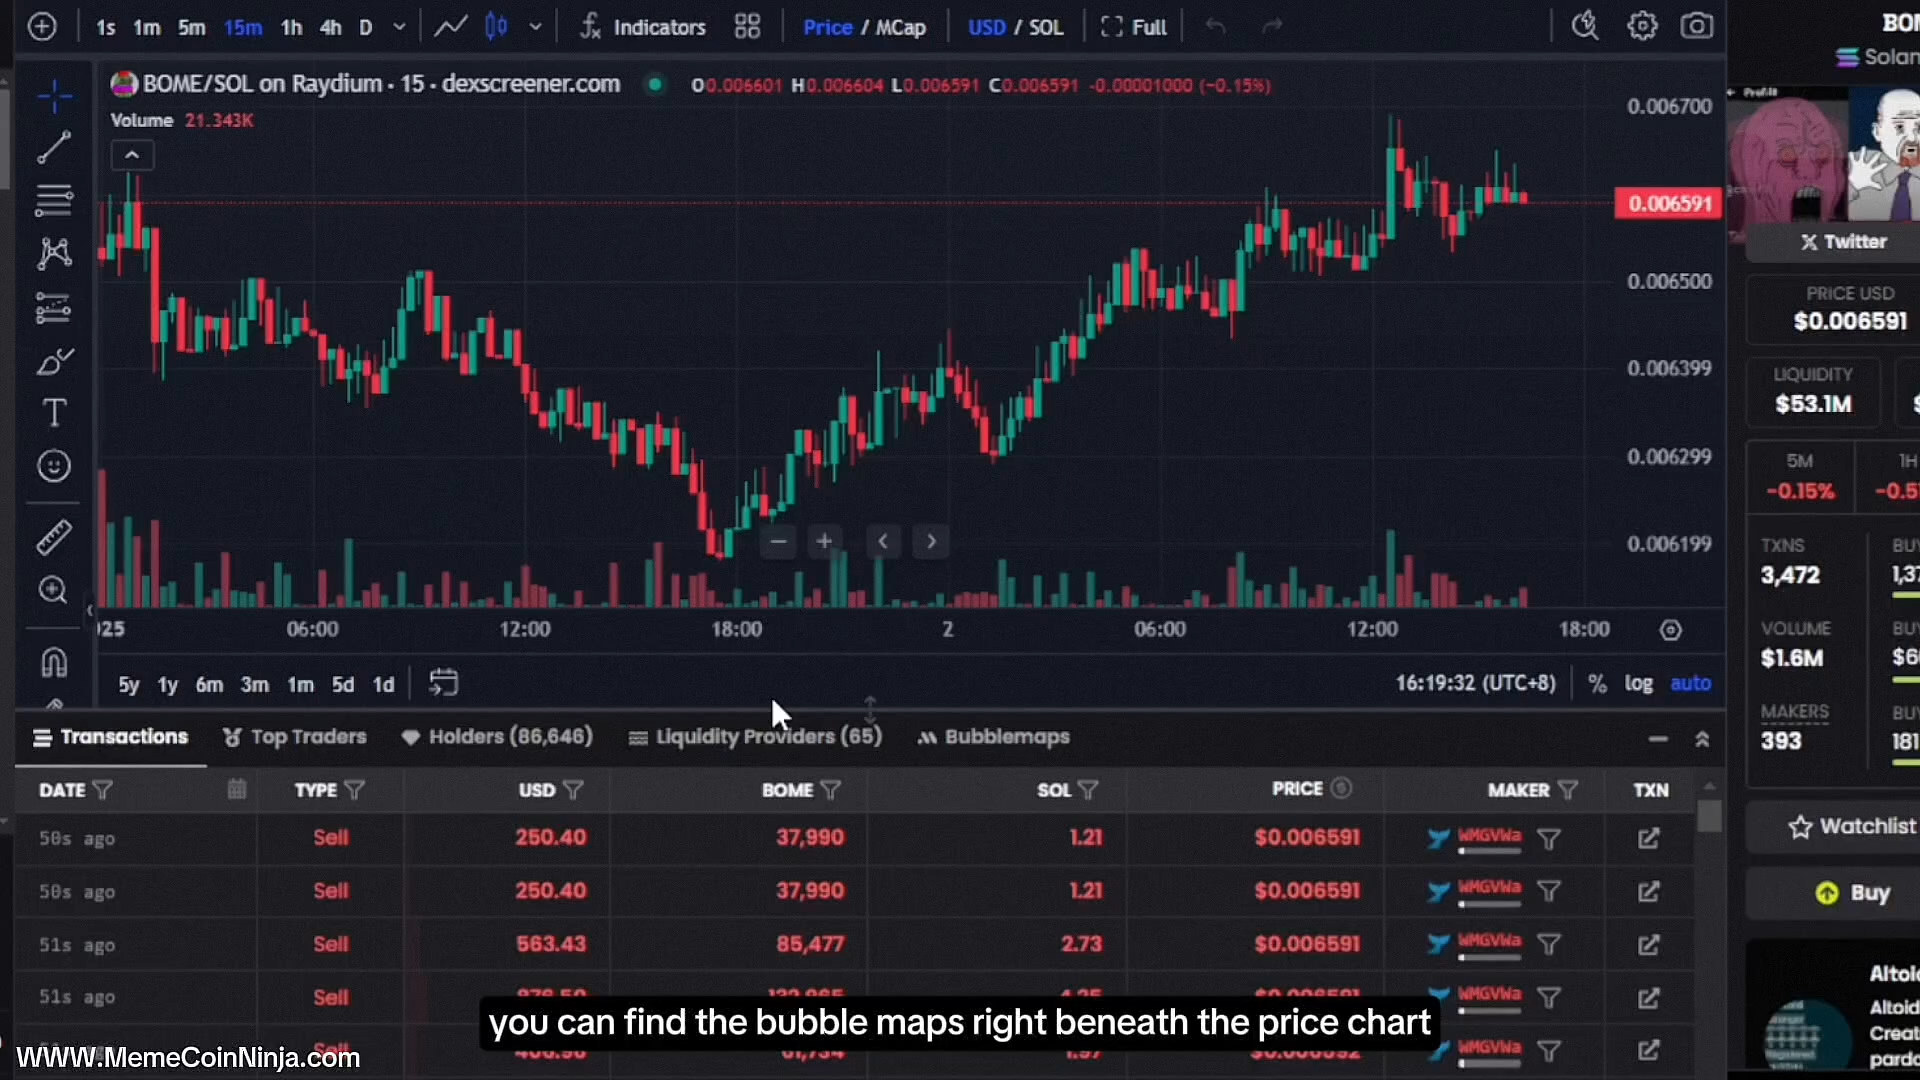 1s 1m 5m 15m 1h 4h D Indicators Price / MCap USD / SOL Full
BOME/SOL on Raydium · 15 · dexscreener.com O0.006601 H0.006604 L0.006591 C0.006591 -0.00001000 (-0.15%)
Volume 21.343K
0.006700
0.006591
0.006500
0.006399
0.006299
0.006199
06:00 12:00 18:00 2 06:00 12:00 18:00
5y 1y 6m 3m 1m 5d 1d 16:19:32 (UTC+8) % log auto
Twitter
PRICE USD
$0.006591
LIQUIDITY
$53.1M
5M 1H
-0.15%
TXNS
3,472
VOLUME
$1.6M
MAKERS
393
Watchlist
Buy
Transactions Top Traders Holders (86,646) Liquidity Providers (65) Bubblemaps
DATE TYPE USD BOME SOL PRICE MAKER TXN
50s ago Sell 250.40 37,990 1.21 $0.006591 WMGVWa
50s ago Sell 250.40 37,990 1.21 $0.006591 WMGVWa
51s ago Sell 563.43 85,477 2.73 $0.006591 WMGVWa
51s ago Sell WMGVWa
WMGVWa
you can find the bubble maps right beneath the price chart
WWW.MemeCoinNinja.com